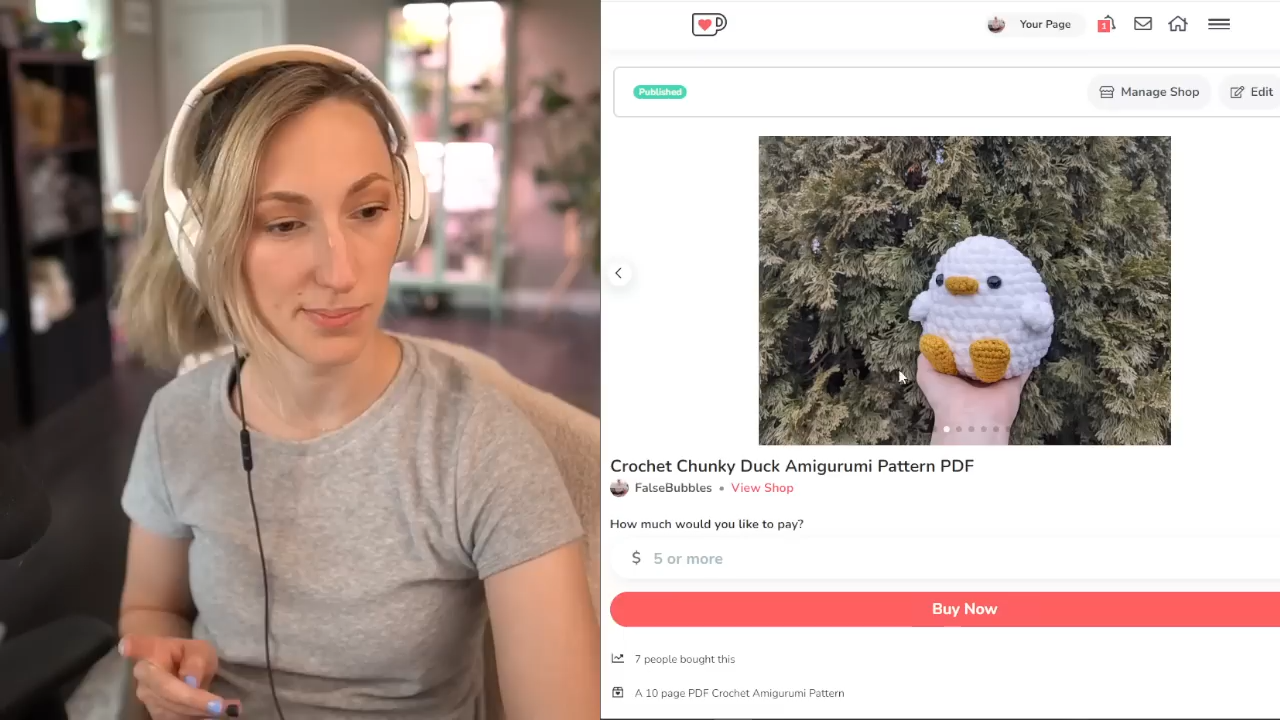 D
Your Page
1
Published
Manage Shop
Edit
Crochet Chunky Duck Amigurumi Pattern PDF
FalseBubbles • View Shop
How much would you like to pay?
$ 5 or more
Buy Now
7 people bought this
A 10 page PDF Crochet Amigurumi Pattern